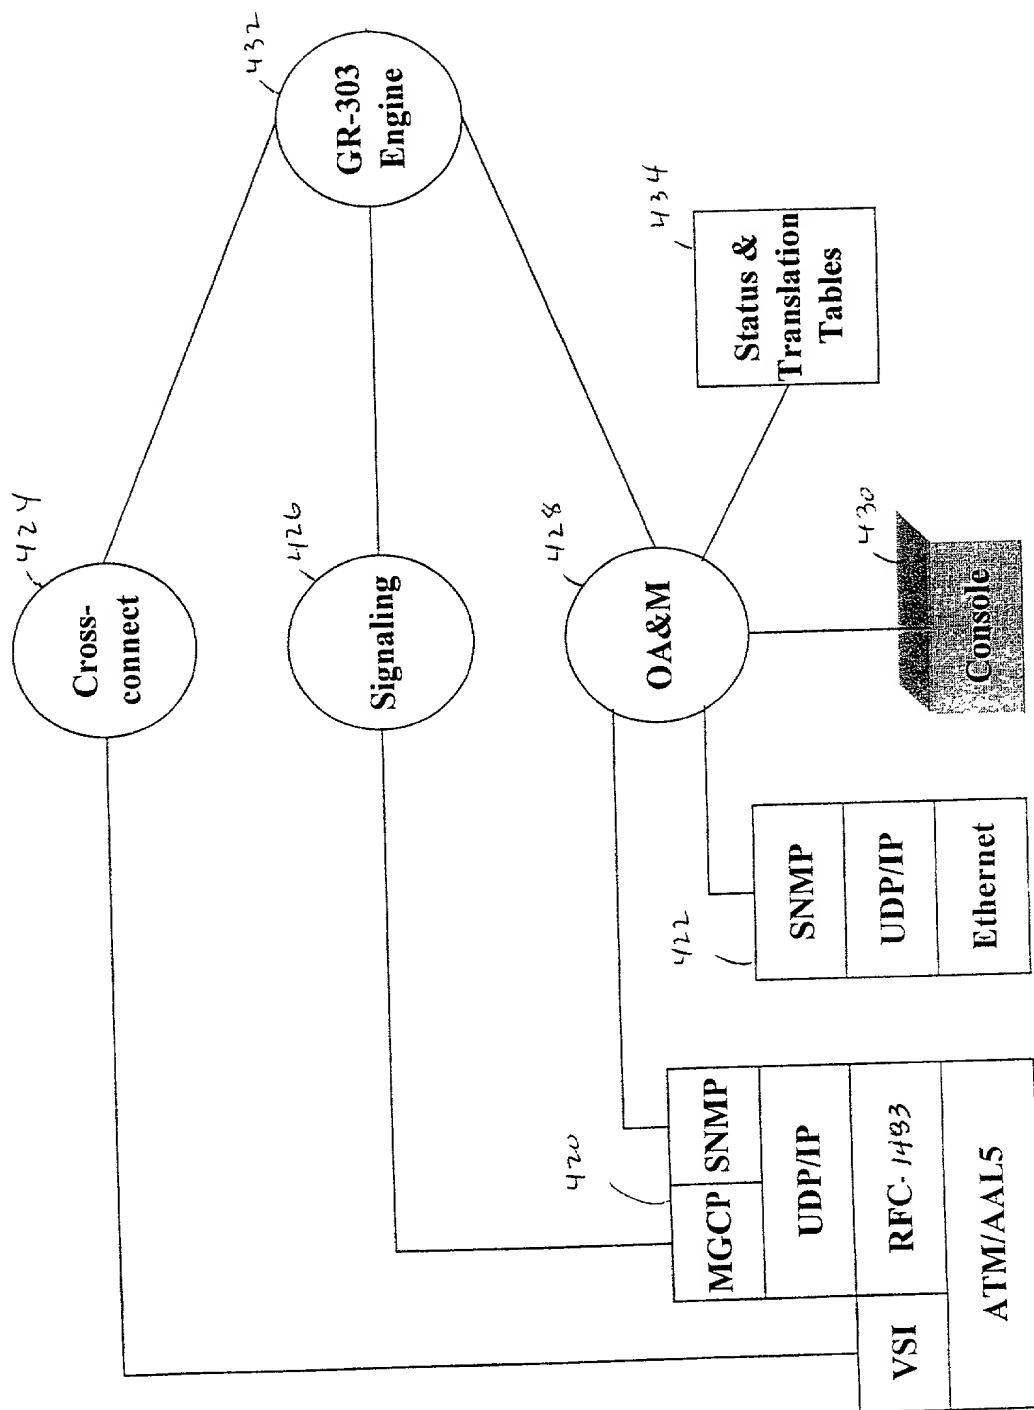 424
Cross-
connect
432
GR-303
Engine
426
Signaling
428
OA&M
434
Status &
Translation
Tables
430
Console
420
MGCP
SNMP
UDP/IP
VSI
RFC-1483
ATM/AAL5
422
SNMP
UDP/IP
Ethernet